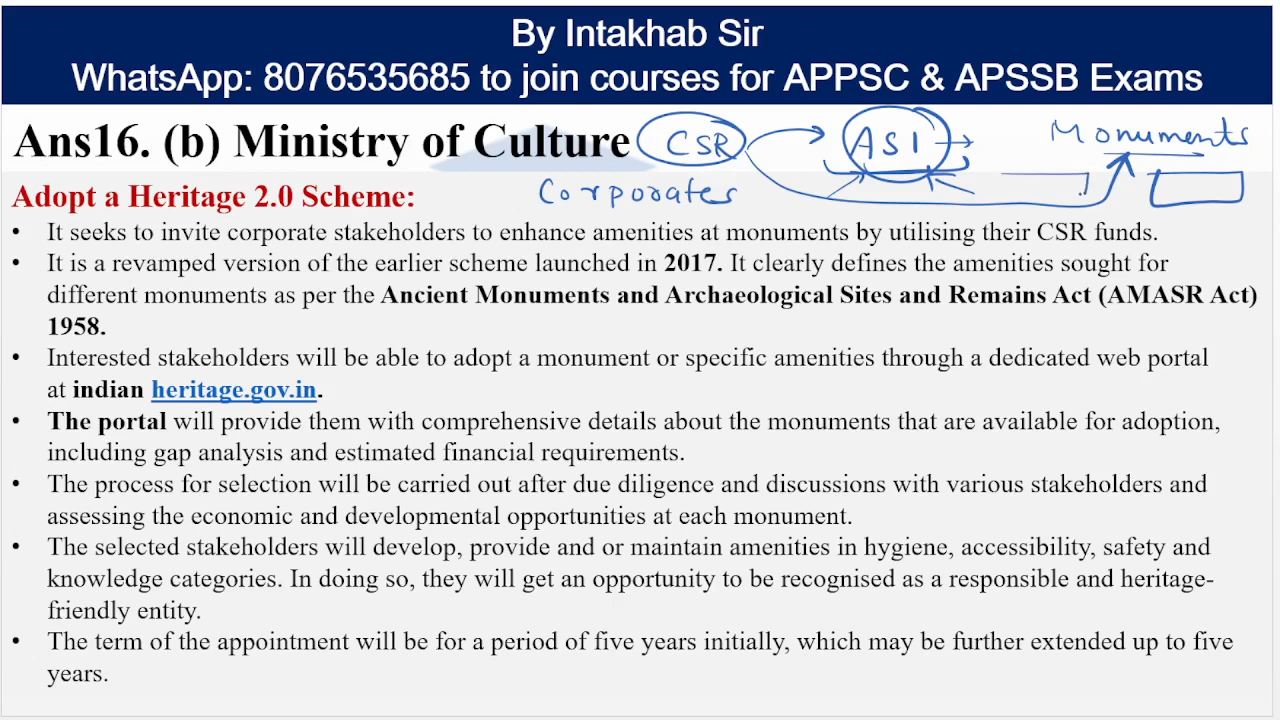 By Intakhab Sir
WhatsApp: 8076535685 to join courses for APPSC & APSSB Exams
Ans16. (b) Ministry of Culture CSR ASI Monuments
Corporates
Adopt a Heritage 2.0 Scheme:
• It seeks to invite corporate stakeholders to enhance amenities at monuments by utilising their CSR funds.
• It is a revamped version of the earlier scheme launched in 2017. It clearly defines the amenities sought for
different monuments as per the Ancient Monuments and Archaeological Sites and Remains Act (AMASR Act)
1958.
• Interested stakeholders will be able to adopt a monument or specific amenities through a dedicated web portal
at indian heritage.gov.in.
• The portal will provide them with comprehensive details about the monuments that are available for adoption,
including gap analysis and estimated financial requirements.
• The process for selection will be carried out after due diligence and discussions with various stakeholders and
assessing the economic and developmental opportunities at each monument.
• The selected stakeholders will develop, provide and or maintain amenities in hygiene, accessibility, safety and
knowledge categories. In doing so, they will get an opportunity to be recognised as a responsible and heritage-
friendly entity.
• The term of the appointment will be for a period of five years initially, which may be further extended up to five
years.